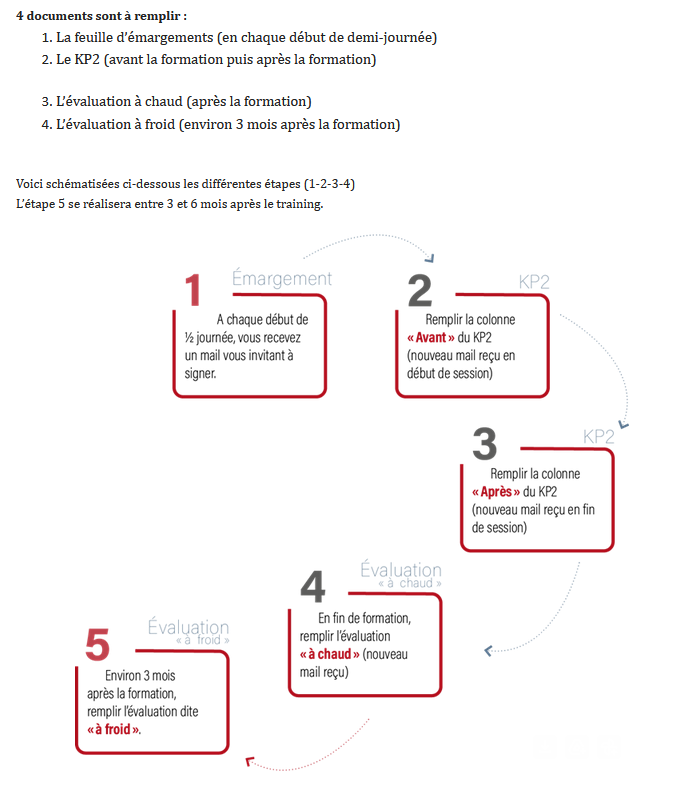 4 documents sont à remplir :
1. La feuille d’émargements (en chaque début de demi-journée)
2. Le KP2 (avant la formation puis après la formation)
3. L’évaluation à chaud (après la formation)
4. L’évaluation à froid (environ 3 mois après la formation)
Voici schématisées ci-dessous les différentes étapes (1-2-3-4)
L’étape 5 se réalisera entre 3 et 6 mois après le training.
1
Émargement
A chaque début de
½ journée, vous recevez
un mail vous invitant à
signer.
2
KP2
Remplir la colonne
« Avant » du KP2
(nouveau mail reçu en
début de session)
3
KP2
Remplir la colonne
« Après » du KP2
(nouveau mail reçu en fin
de session)
4
Évaluation
« à chaud »
En fin de formation,
remplir l’évaluation
« à chaud » (nouveau
mail reçu)
5
Évaluation
« à froid »
Environ 3 mois
après la formation,
remplir l’évaluation dite
« à froid ».